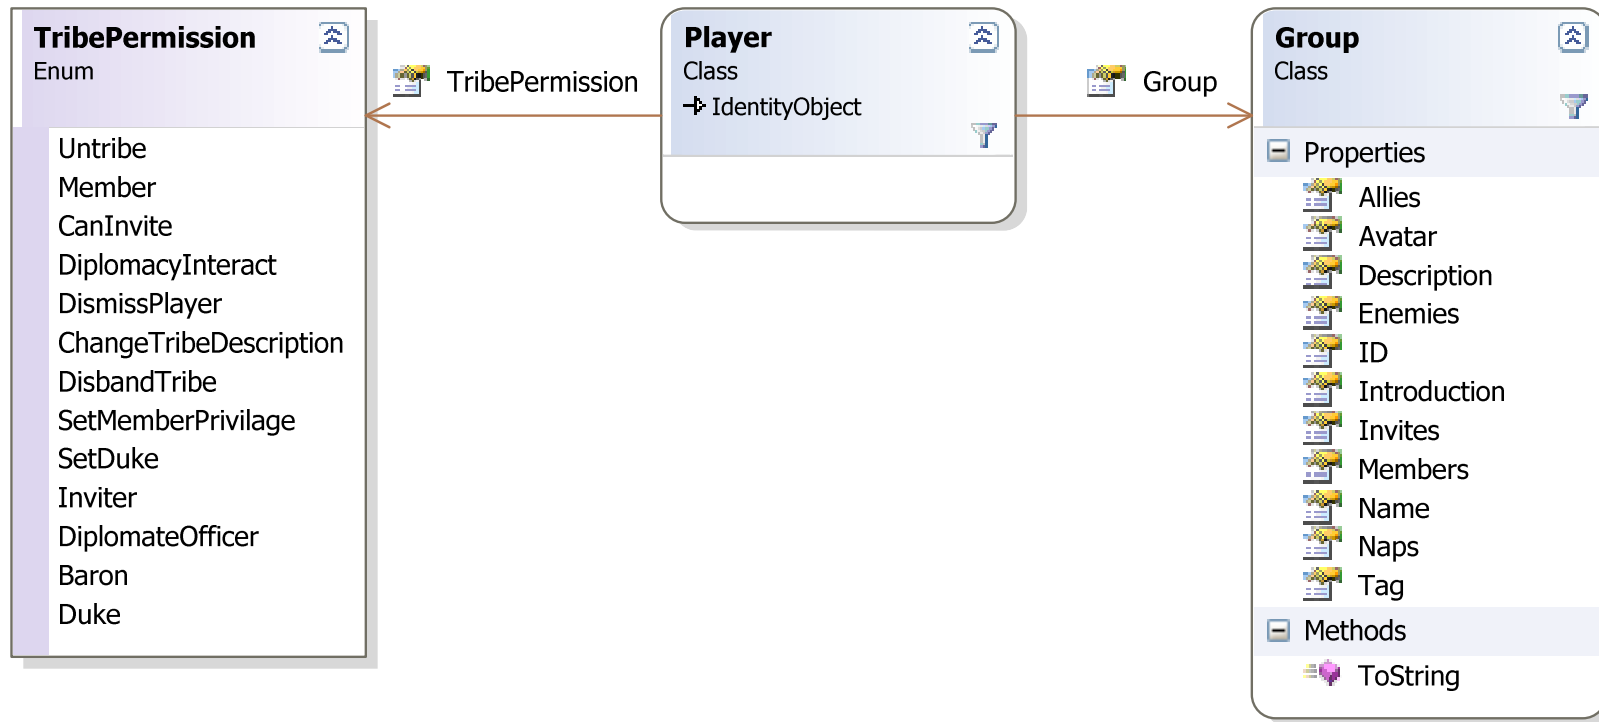 TribePermission
Enum
Untribe
Member
CanInvite
DiplomacyInteract
DismissPlayer
ChangeTribeDescription
DisbandTribe
SetMemberPrivilage
SetDuke
Inviter
DiplomateOfficer
Baron
Duke
TribePermission
Player
Class
IdentityObject
Group
Group
Class
Properties
Allies
Avatar
Description
Enemies
ID
Introduction
Invites
Members
Name
Naps
Tag
Methods
ToString